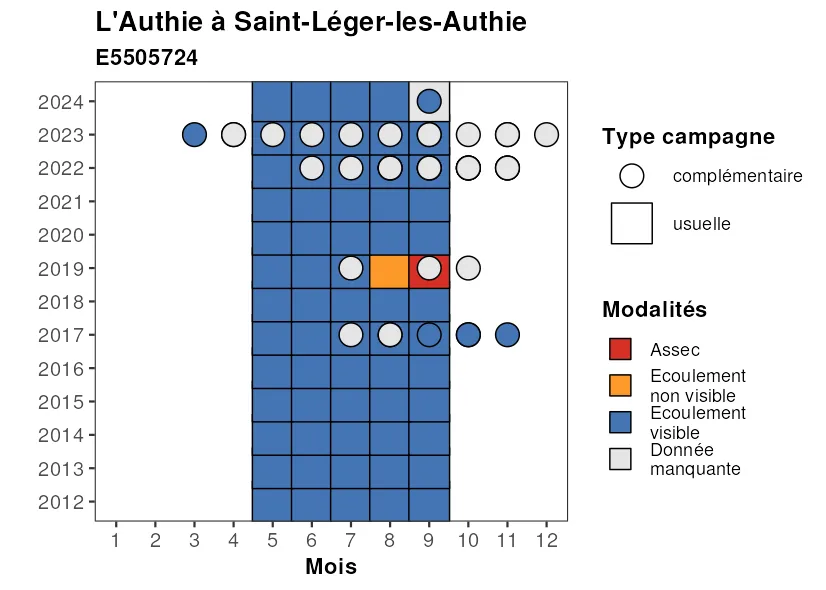 L'Authie à Saint-Léger-les-Authie
E5505724
2024
2023
2022
2021
2020
2019
2018
2017
2016
2015
2014
2013
2012
1 2 3 4 5 6 7 8 9 10 11 12
Mois
Type campagne
complémentaire
usuelle
Modalités
Assec
Ecoulement
non visible
Ecoulement
visible
Donnée
manquante